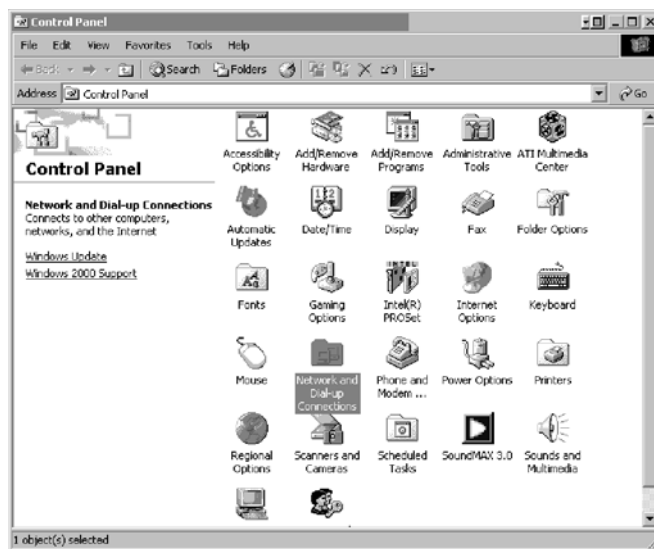 Control Panel
File Edit View Favorites Tools Help
Back Search Folders
Address Control Panel Go
Control Panel
Network and Dial-up Connections
Connects to other computers,
networks, and the Internet
Windows Update
Windows 2000 Support
Accessibility
Options
Add/Remove
Hardware
Add/Remove
Programs
Administrative
Tools
ATI Multimedia
Center
Automatic
Updates
Date/Time
Display
Fax
Folder Options
Fonts
Gaming
Options
INTEL
Intel(R)
PROSet
Internet
Options
Keyboard
Mouse
Network and
Dial-up
Connections
Phone and
Modem ...
Power Options
Printers
Regional
Options
Scanners and
Cameras
Scheduled
Tasks
SoundMAX 3.0
Sounds and
Multimedia
1 object(s) selected